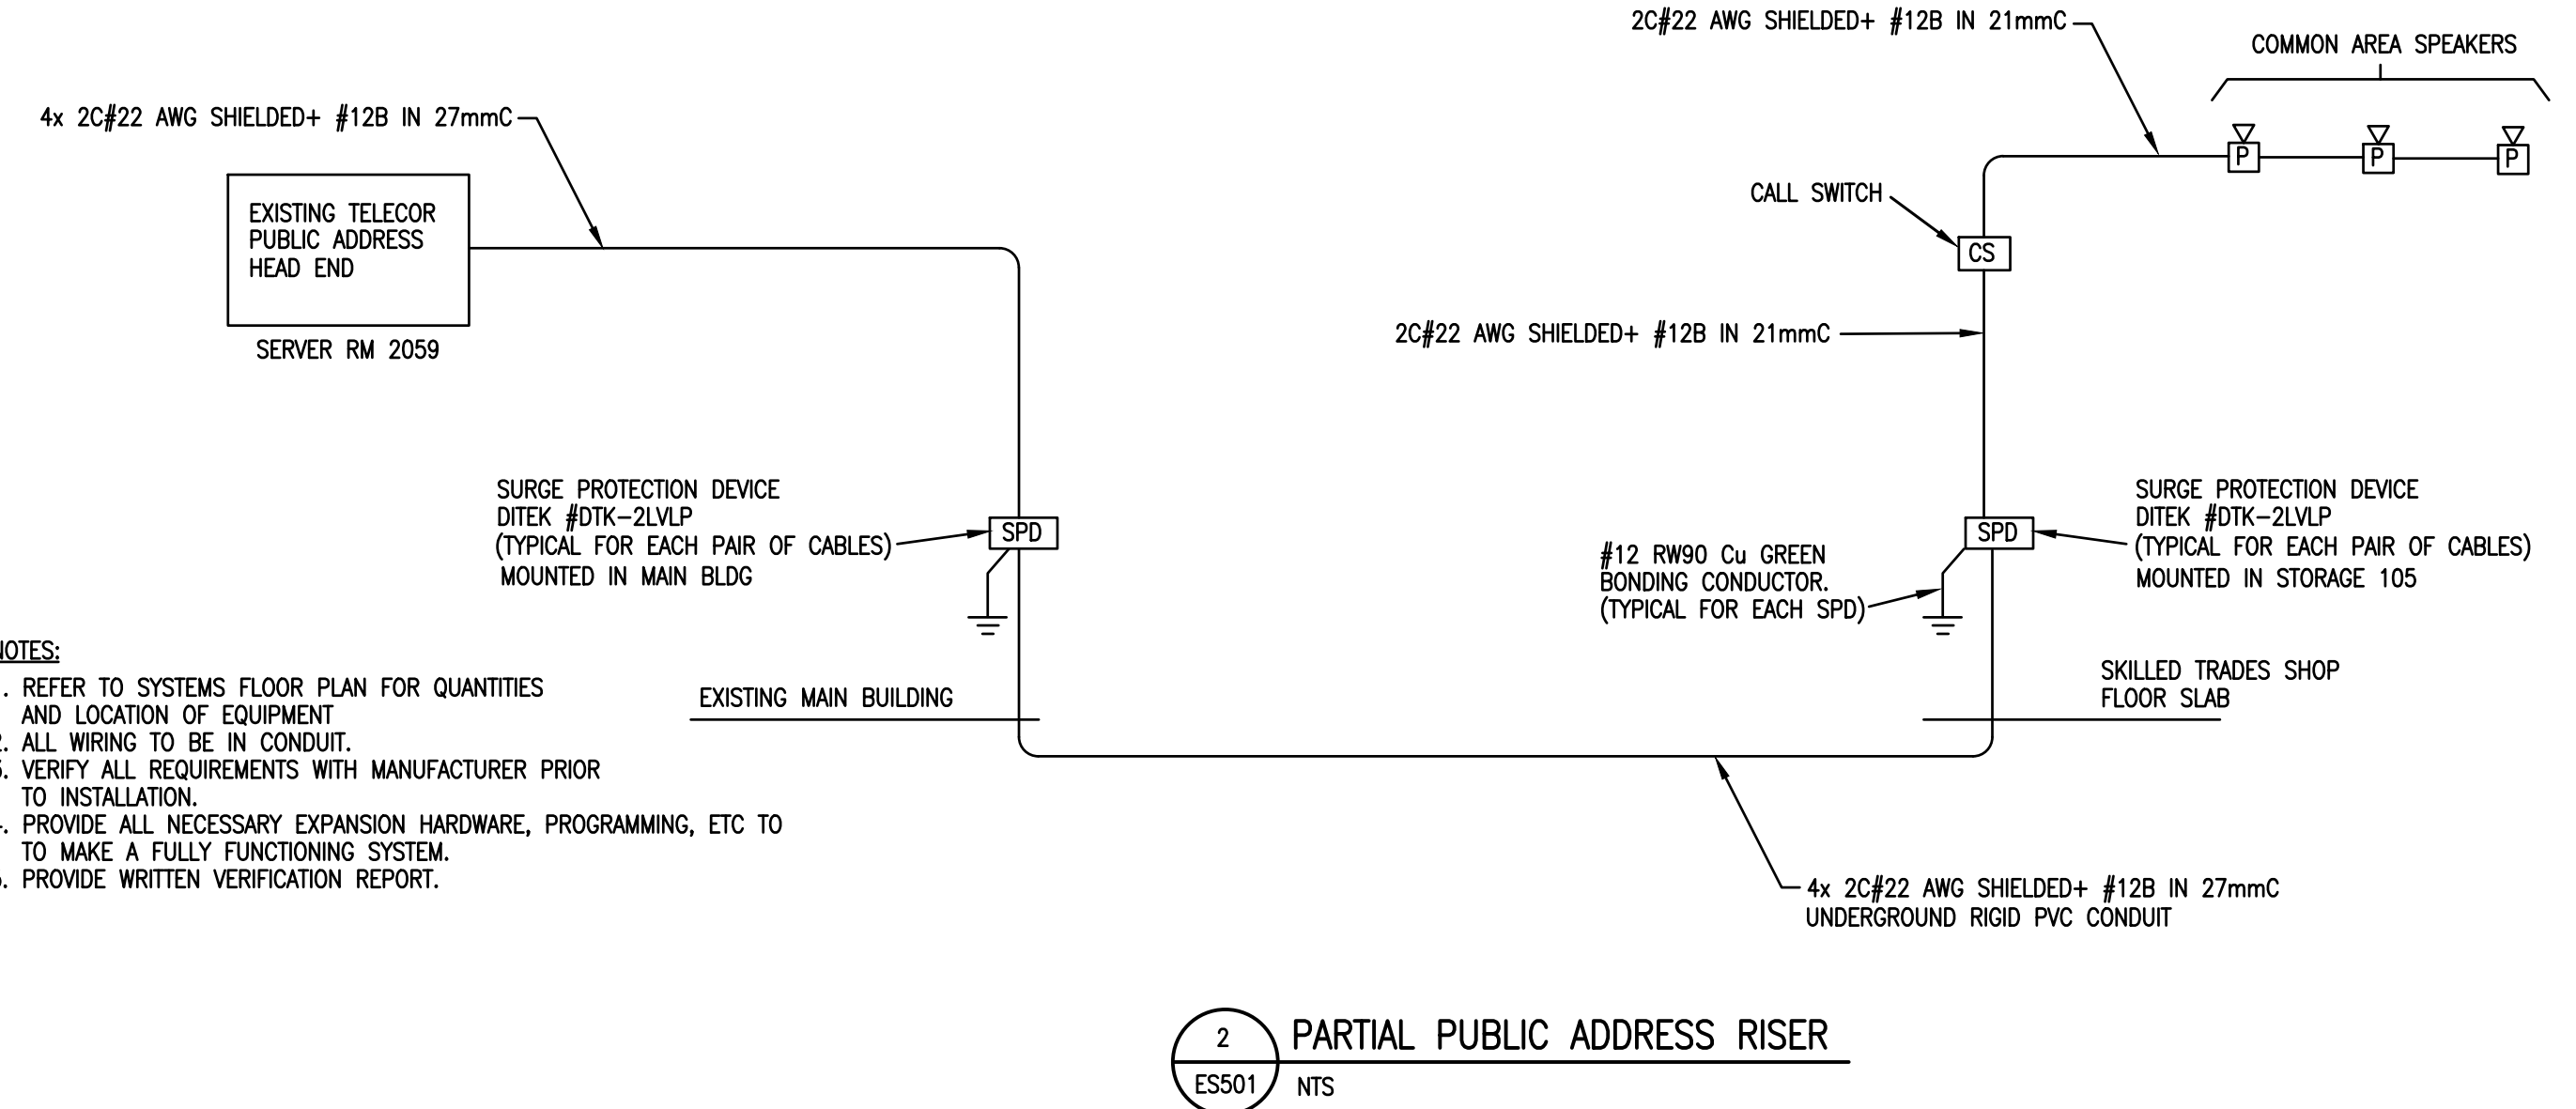 2C#22 AWG SHIELDED+ #12B IN 21mmC
COMMON AREA SPEAKERS
4x 2C#22 AWG SHIELDED+ #12B IN 27mmC
P
P
P
EXISTING TELECOR
PUBLIC ADDRESS
HEAD END
SERVER RM 2059
CALL SWITCH
CS
2C#22 AWG SHIELDED+ #12B IN 21mmC
SURGE PROTECTION DEVICE
DITEK #DTK-2LVLP
(TYPICAL FOR EACH PAIR OF CABLES)
MOUNTED IN MAIN BLDG
SPD
#12 RW90 Cu GREEN
BONDING CONDUCTOR.
(TYPICAL FOR EACH SPD)
SPD
SURGE PROTECTION DEVICE
DITEK #DTK-2LVLP
(TYPICAL FOR EACH PAIR OF CABLES)
MOUNTED IN STORAGE 105
NOTES:
. REFER TO SYSTEMS FLOOR PLAN FOR QUANTITIES
AND LOCATION OF EQUIPMENT
2. ALL WIRING TO BE IN CONDUIT.
. VERIFY ALL REQUIREMENTS WITH MANUFACTURER PRIOR
TO INSTALLATION.
. PROVIDE ALL NECESSARY EXPANSION HARDWARE, PROGRAMMING, ETC TO
TO MAKE A FULLY FUNCTIONING SYSTEM.
. PROVIDE WRITTEN VERIFICATION REPORT.
EXISTING MAIN BUILDING
SKILLED TRADES SHOP
FLOOR SLAB
4x 2C#22 AWG SHIELDED+ #12B IN 27mmC
UNDERGROUND RIGID PVC CONDUIT
2
ES501
PARTIAL PUBLIC ADDRESS RISER
NTS